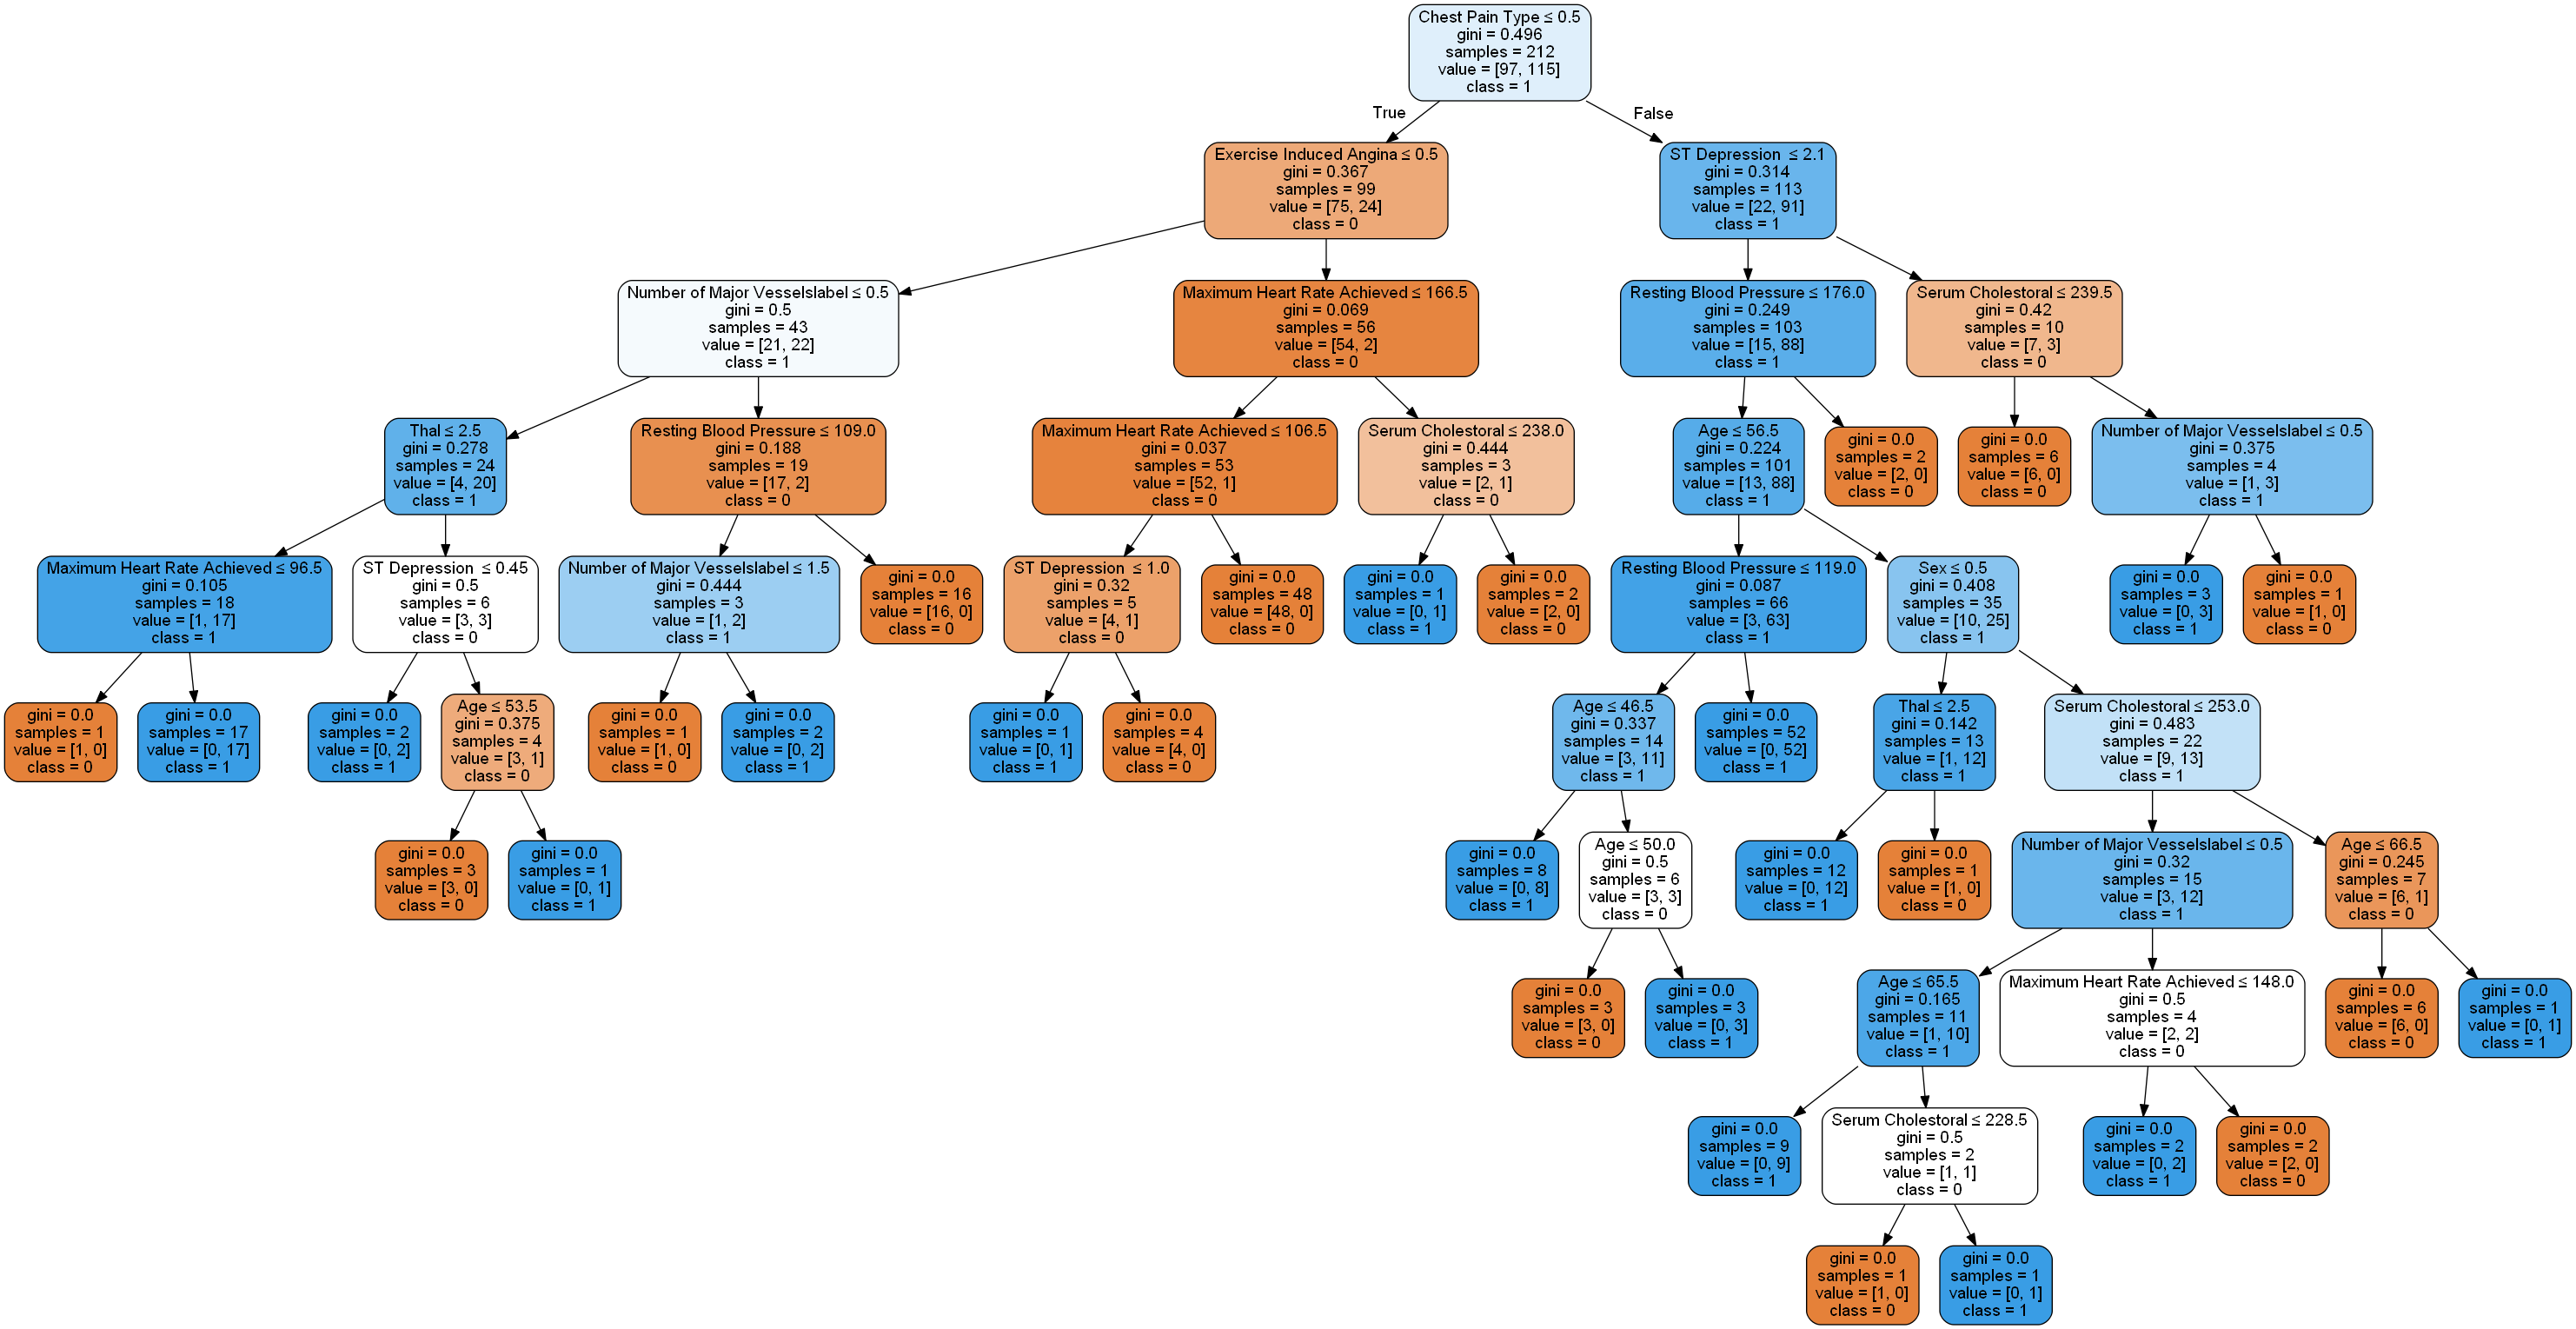 Chest Pain Type ≤ 0.5
gini = 0.496
samples = 212
value = [97, 115]
class = 1
True
False
Exercise Induced Angina ≤ 0.5
gini = 0.367
samples = 99
value = [75, 24]
class = 0
ST Depression ≤ 2.1
gini = 0.314
samples = 113
value = [22, 91]
class = 1
Number of Major Vesselslabel ≤ 0.5
gini = 0.5
samples = 43
value = [21, 22]
class = 1
Maximum Heart Rate Achieved ≤ 166.5
gini = 0.069
samples = 56
value = [54, 2]
class = 0
Resting Blood Pressure ≤ 176.0
gini = 0.249
samples = 103
value = [15, 88]
class = 1
Serum Cholestoral ≤ 239.5
gini = 0.42
samples = 10
value = [7, 3]
class = 0
Thal ≤ 2.5
gini = 0.278
samples = 24
value = [4, 20]
class = 1
Resting Blood Pressure ≤ 109.0
gini = 0.188
samples = 19
value = [17, 2]
class = 0
Maximum Heart Rate Achieved ≤ 106.5
gini = 0.037
samples = 53
value = [52, 1]
class = 0
Serum Cholestoral ≤ 238.0
gini = 0.444
samples = 3
value = [2, 1]
class = 0
Age ≤ 56.5
gini = 0.224
samples = 101
value = [13, 88]
class = 1
gini = 0.0
samples = 2
value = [2, 0]
class = 0
gini = 0.0
samples = 6
value = [6, 0]
class = 0
Number of Major Vesselslabel ≤ 0.5
gini = 0.375
samples = 4
value = [1, 3]
class = 1
Maximum Heart Rate Achieved ≤ 96.5
gini = 0.105
samples = 18
value = [1, 17]
class = 1
ST Depression ≤ 0.45
gini = 0.5
samples = 6
value = [3, 3]
class = 0
Number of Major Vesselslabel ≤ 1.5
gini = 0.444
samples = 3
value = [1, 2]
class = 1
gini = 0.0
samples = 16
value = [16, 0]
class = 0
ST Depression ≤ 1.0
gini = 0.32
samples = 5
value = [4, 1]
class = 0
gini = 0.0
samples = 48
value = [48, 0]
class = 0
gini = 0.0
samples = 1
value = [0, 1]
class = 1
gini = 0.0
samples = 2
value = [2, 0]
class = 0
Resting Blood Pressure ≤ 119.0
gini = 0.087
samples = 66
value = [3, 63]
class = 1
Sex ≤ 0.5
gini = 0.408
samples = 35
value = [10, 25]
class = 1
gini = 0.0
samples = 3
value = [0, 3]
class = 1
gini = 0.0
samples = 1
value = [1, 0]
class = 0
gini = 0.0
samples = 1
value = [1, 0]
class = 0
gini = 0.0
samples = 17
value = [0, 17]
class = 1
gini = 0.0
samples = 2
value = [0, 2]
class = 1
Age ≤ 53.5
gini = 0.375
samples = 4
value = [3, 1]
class = 0
gini = 0.0
samples = 1
value = [1, 0]
class = 0
gini = 0.0
samples = 2
value = [0, 2]
class = 1
gini = 0.0
samples = 1
value = [0, 1]
class = 1
gini = 0.0
samples = 4
value = [4, 0]
class = 0
Age ≤ 46.5
gini = 0.337
samples = 14
value = [3, 11]
class = 1
gini = 0.0
samples = 52
value = [0, 52]
class = 1
Thal ≤ 2.5
gini = 0.142
samples = 13
value = [1, 12]
class = 1
Serum Cholestoral ≤ 253.0
gini = 0.483
samples = 22
value = [9, 13]
class = 1
gini = 0.0
samples = 3
value = [3, 0]
class = 0
gini = 0.0
samples = 1
value = [0, 1]
class = 1
gini = 0.0
samples = 8
value = [0, 8]
class = 1
Age ≤ 50.0
gini = 0.5
samples = 6
value = [3, 3]
class = 0
gini = 0.0
samples = 12
value = [0, 12]
class = 1
gini = 0.0
samples = 1
value = [1, 0]
class = 0
Number of Major Vesselslabel ≤ 0.5
gini = 0.32
samples = 15
value = [3, 12]
class = 1
Age ≤ 66.5
gini = 0.245
samples = 7
value = [6, 1]
class = 0
gini = 0.0
samples = 3
value = [3, 0]
class = 0
gini = 0.0
samples = 3
value = [0, 3]
class = 1
Age ≤ 65.5
gini = 0.165
samples = 11
value = [1, 10]
class = 1
Maximum Heart Rate Achieved ≤ 148.0
gini = 0.5
samples = 4
value = [2, 2]
class = 0
gini = 0.0
samples = 6
value = [6, 0]
class = 0
gini = 0.0
samples = 1
value = [0, 1]
class = 1
gini = 0.0
samples = 9
value = [0, 9]
class = 1
Serum Cholestoral ≤ 228.5
gini = 0.5
samples = 2
value = [1, 1]
class = 0
gini = 0.0
samples = 2
value = [0, 2]
class = 1
gini = 0.0
samples = 2
value = [2, 0]
class = 0
gini = 0.0
samples = 1
value = [1, 0]
class = 0
gini = 0.0
samples = 1
value = [0, 1]
class = 1